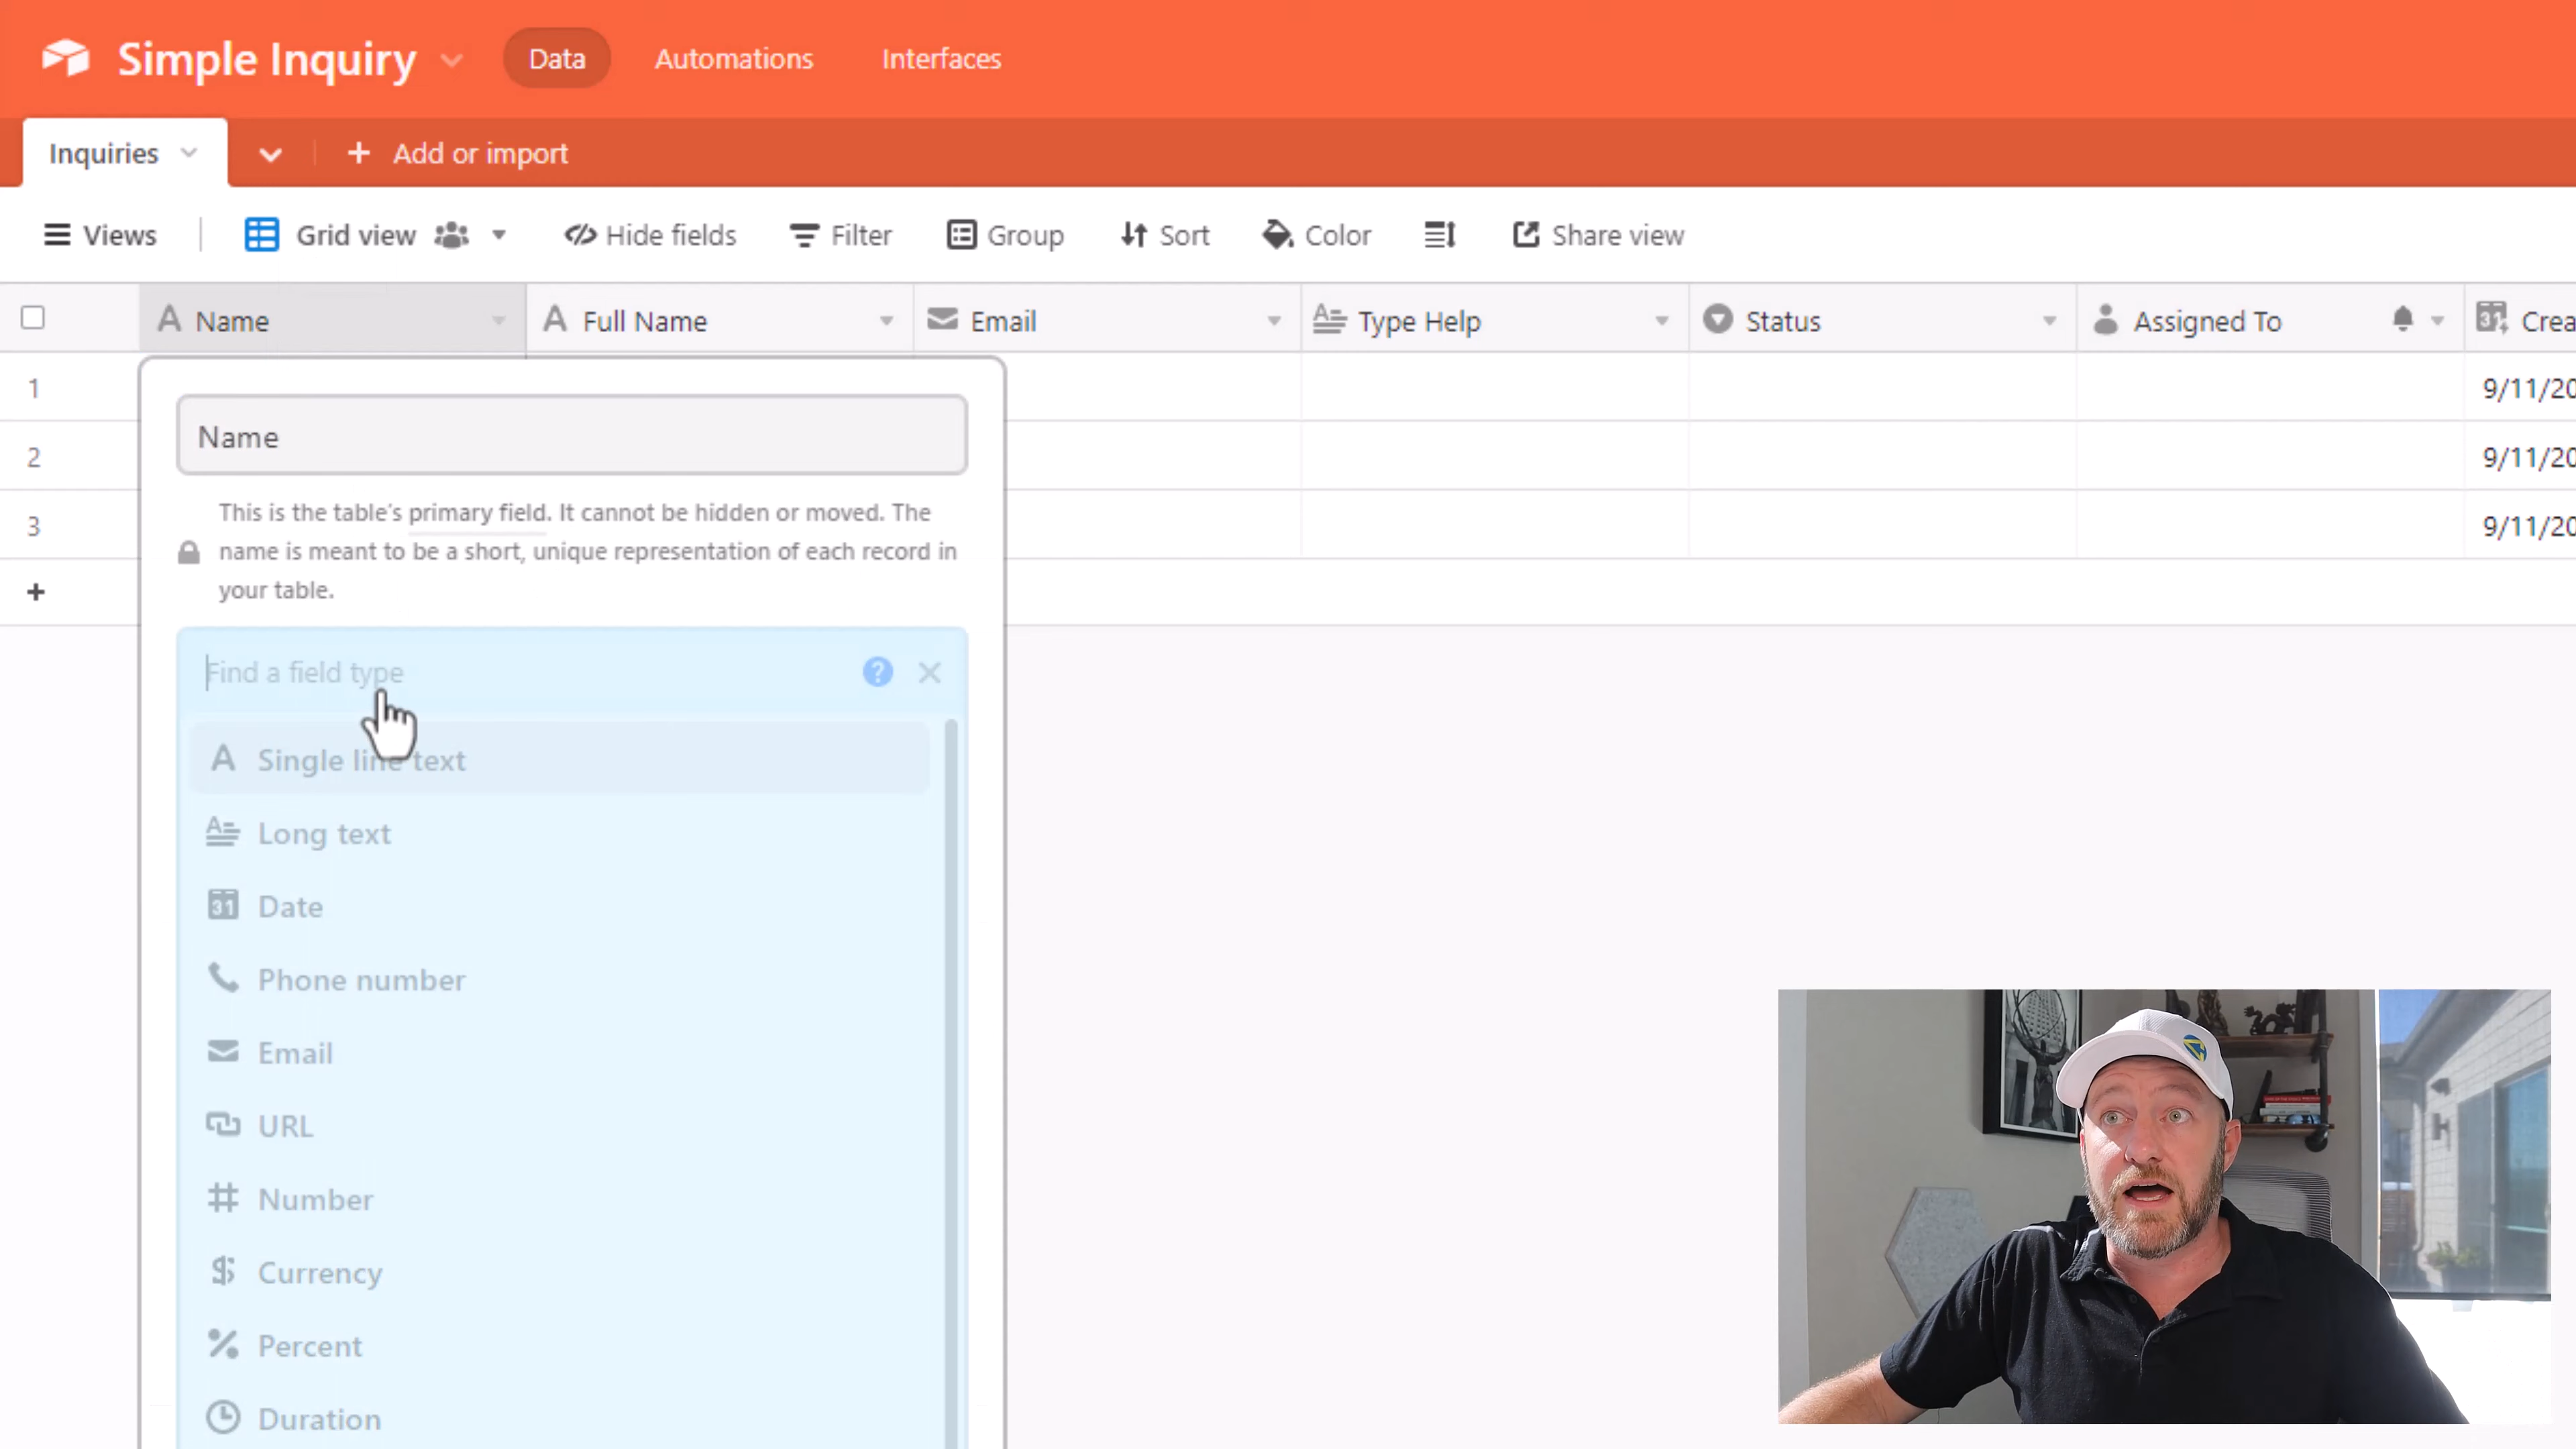 Simple Inquiry Data Automations Interfaces
Inquiries + Add or import
Views Grid view Hide fields Filter Group Sort Color Share view
Name Full Name Email Type Help Status Assigned To Crea
1 9/11/20
2 9/11/20
3 9/11/20
+
Name
This is the table's primary field. It cannot be hidden or moved. The
name is meant to be a short, unique representation of each record in
your table.
Find a field type ?
Single line text
Long text
Date
Phone number
Email
URL
Number
Currency
Percent
Duration